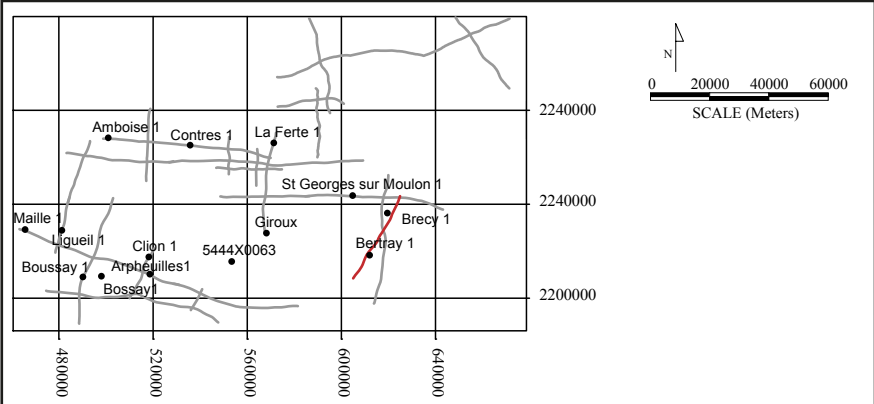 N
0 20000 40000 60000
SCALE (Meters)
2240000
Amboise 1
Contres 1
La Ferte 1
St Georges sur Moulon 1
2240000
Maille 1
Ligueil 1
Giroux
Brecy 1
Clion 1
5444X0063
Bertray 1
Boussay 1
Arpheuilles1
Bossay1
2200000
480000
520000
560000
600000
640000